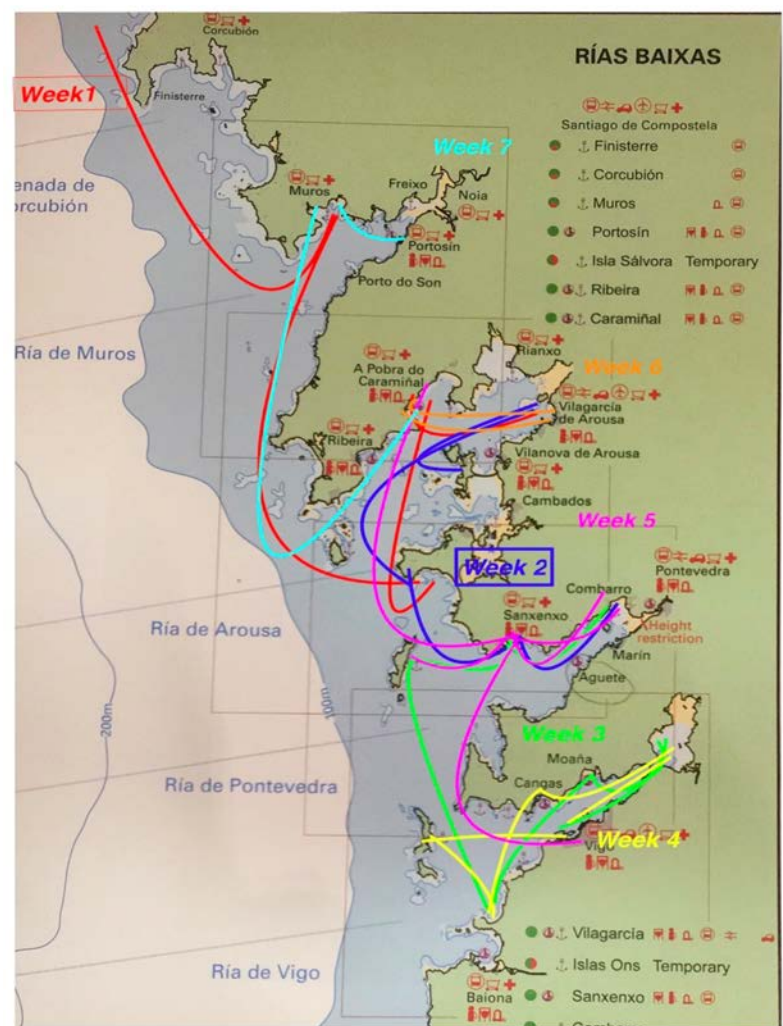 Corcubión
RÍAS BAIXAS
Week1
Finisterre
Santiago de Compostela
Finisterre
Corcubión
Muros
Portosín
Isla Sálvora Temporary
Ribeira
Caramiñal
Week 7
Freixo
Noia
Muros
enada de
orcubión
Portosín
Porto do Son
Ría de Muros
Rianxo
A Pobra do
Caramiñal
Week 6
Vilagarcía
de Arousa
Ribeira
Vilanova de Arousa
Cambados
Week 5
Week 2
Pontevedra
Combarro
Sanxenxo
Height
restriction
Ría de Arousa
Marín
Aguete
100m
200m
Week 3
Moaña
Ría de Pontevedra
Cangas
Week 4
Vigo
Vilagarcía
Ría de Vigo
Islas Ons Temporary
Baiona
Sanxenxo